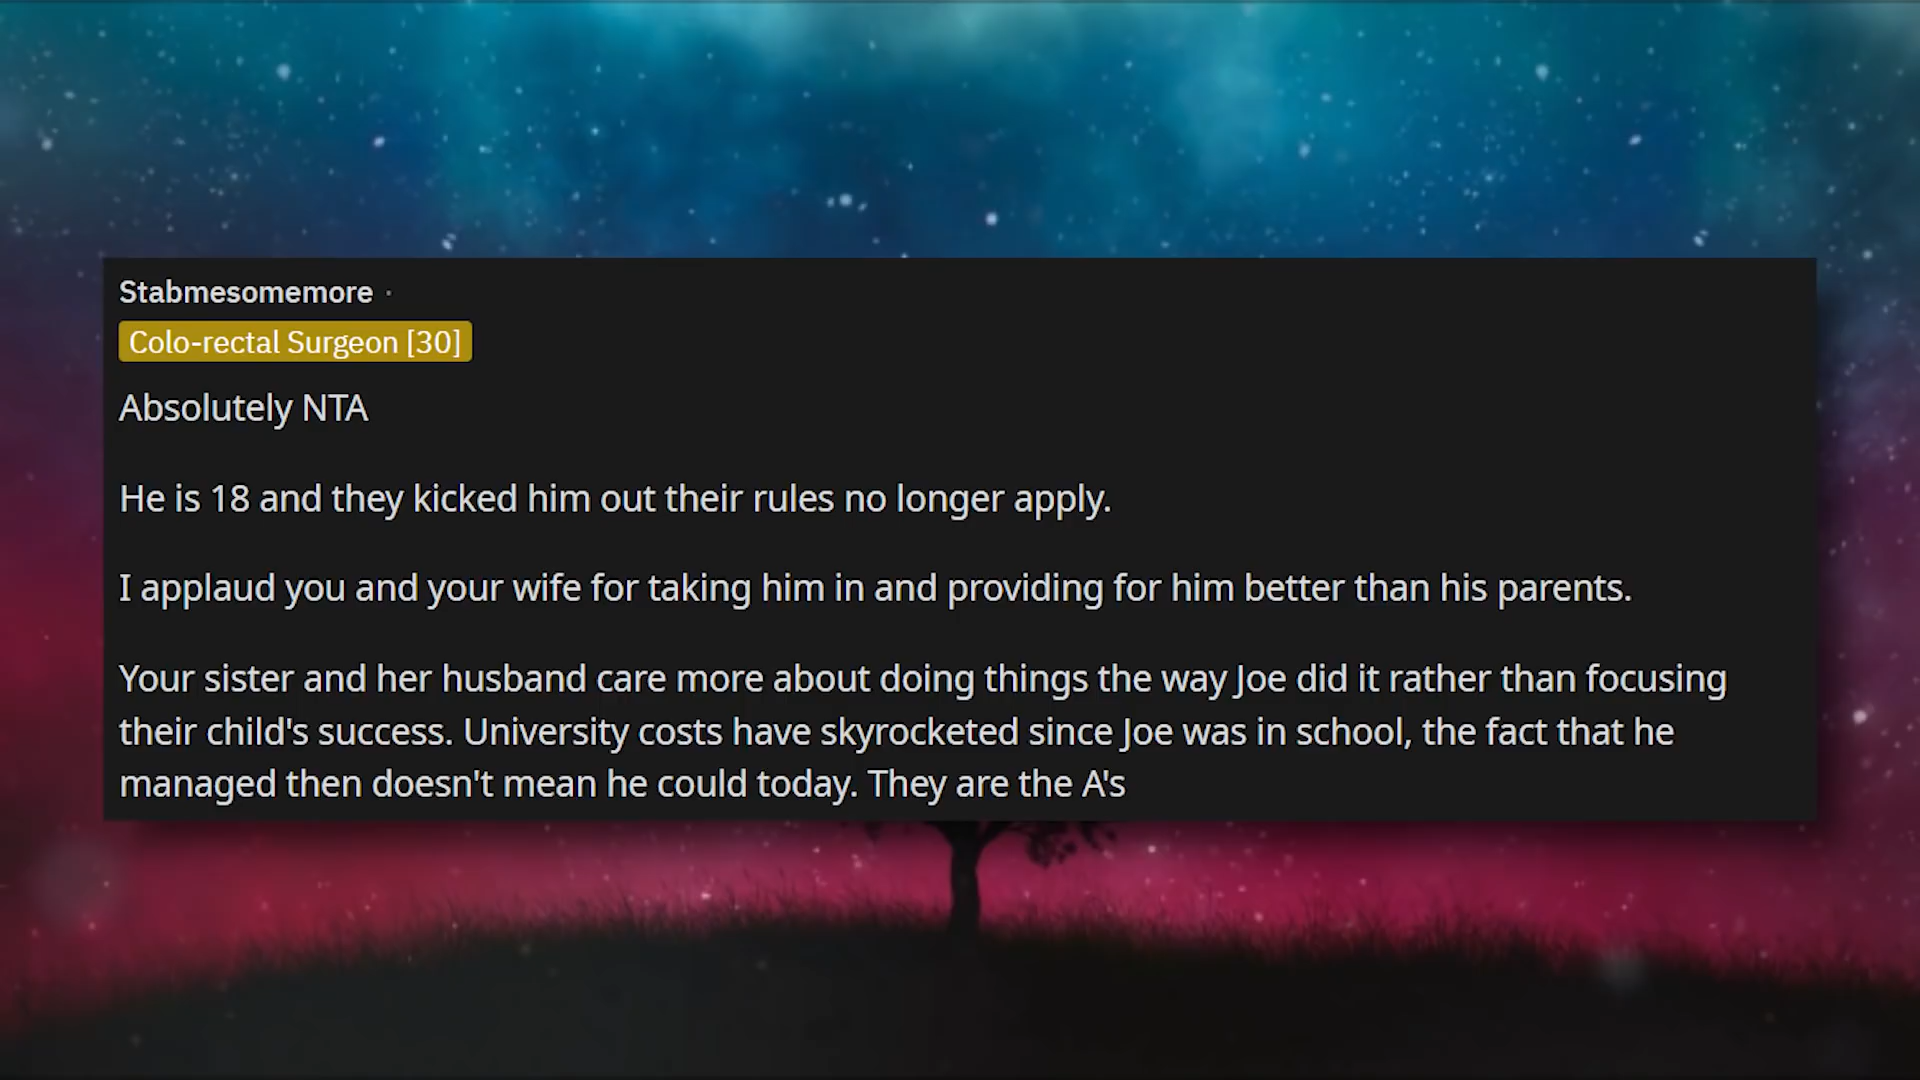 Stabmesomemore ·
Colo-rectal Surgeon [30]
Absolutely NTA
He is 18 and they kicked him out their rules no longer apply.
I applaud you and your wife for taking him in and providing for him better than his parents.
Your sister and her husband care more about doing things the way Joe did it rather than focusing
their child's success. University costs have skyrocketed since Joe was in school, the fact that he
managed then doesn't mean he could today. They are the A's